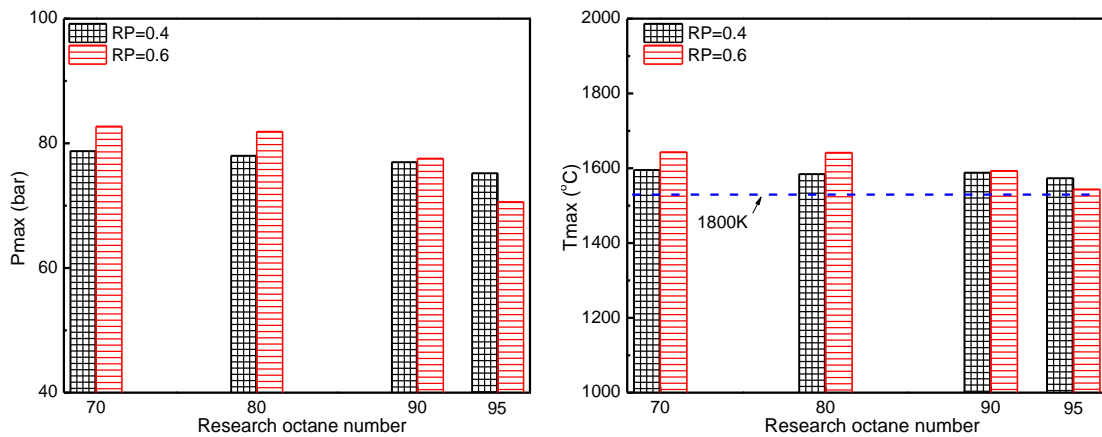 100
80
60
40
Pmax (bar)
RP=0.4
RP=0.6
70
80
90
95
Research octane number
2000
1800
1600
1400
1200
1000
Tmax (°C)
RP=0.4
RP=0.6
1800K
70
80
90
95
Research octane number